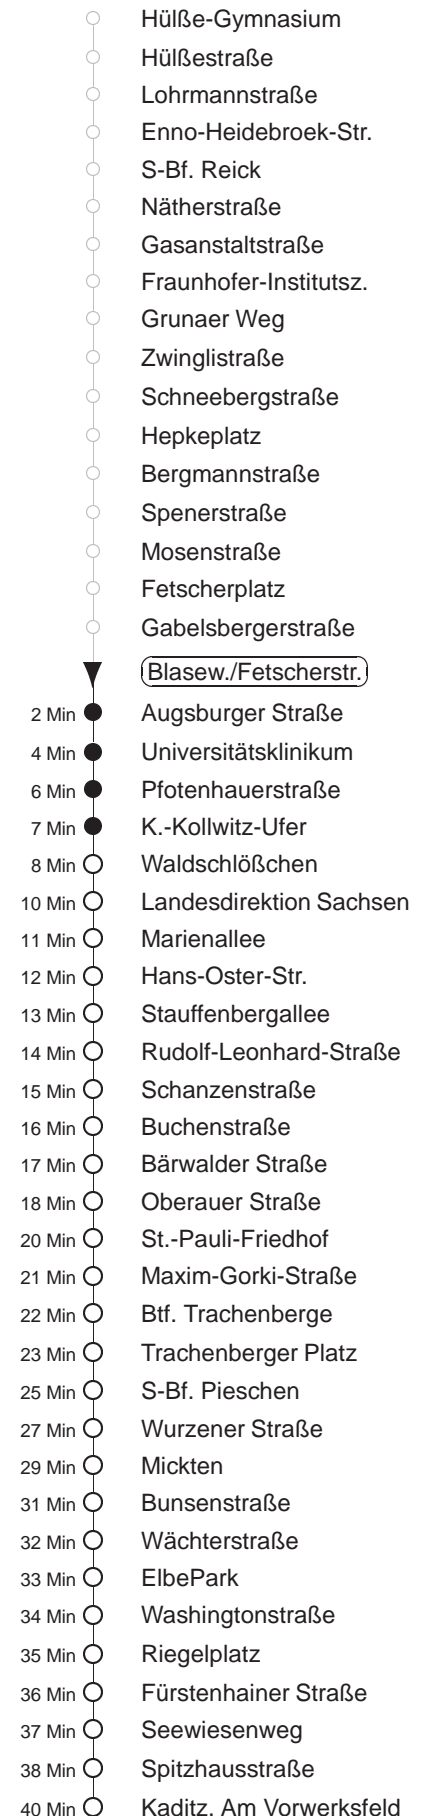 Hülße-Gymnasium
Hülßestraße
Lohrmannstraße
Enno-Heidebroek-Str.
S-Bf. Reick
Nätherstraße
Gasanstaltstraße
Fraunhofer-Institutsz.
Grunaer Weg
Zwinglistraße
Schneebergstraße
Hepkeplatz
Bergmannstraße
Spenerstraße
Mosenstraße
Fetscherplatz
Gabelsbergerstraße
Blasew./Fetscherstr.
2 Min Augsburger Straße
4 Min Universitätsklinikum
6 Min Pfotenhauerstraße
7 Min K.-Kollwitz-Ufer
8 Min Waldschlößchen
10 Min Landesdirektion Sachsen
11 Min Marienallee
12 Min Hans-Oster-Str.
13 Min Stauffenbergallee
14 Min Rudolf-Leonhard-Straße
15 Min Schanzenstraße
16 Min Buchenstraße
17 Min Bärwalder Straße
18 Min Oberauer Straße
20 Min St.-Pauli-Friedhof
21 Min Maxim-Gorki-Straße
22 Min Btf. Trachenberge
23 Min Trachenberger Platz
25 Min S-Bf. Pieschen
27 Min Wurzener Straße
29 Min Mickten
31 Min Bunsenstraße
32 Min Wächterstraße
33 Min ElbePark
34 Min Washingtonstraße
35 Min Riegelplatz
36 Min Fürstenhainer Straße
37 Min Seewiesenweg
38 Min Spitzhausstraße
40 Min Kaditz, Am Vorwerksfeld